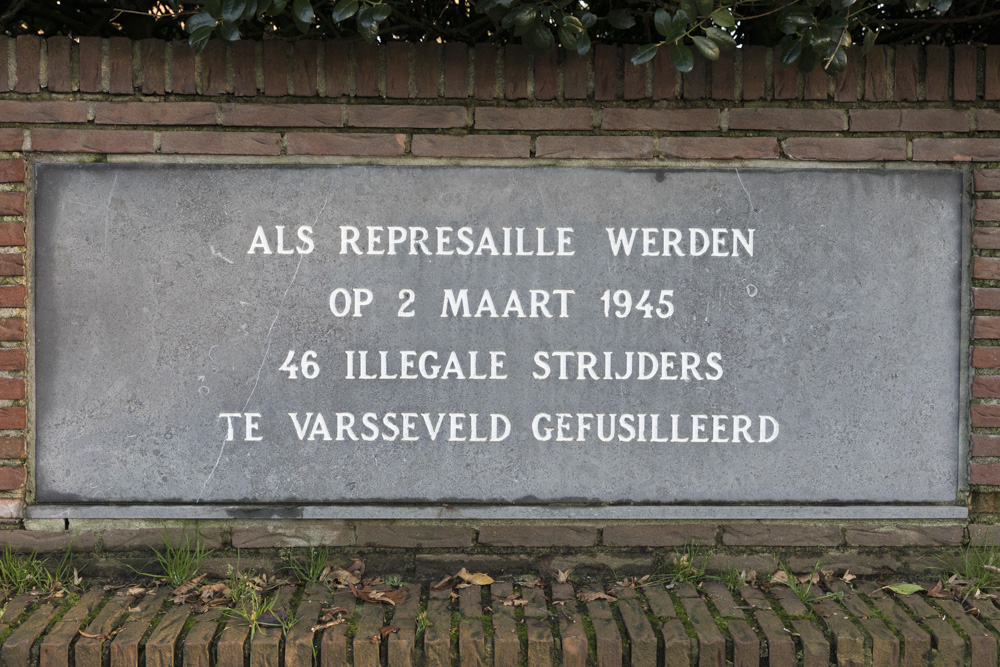 ALS REPRESAILLE WERDEN
OP 2 MAART 1945
46 ILLEGALE STRIJDERS
TE VARSSEVELD GEFUSILLEERD